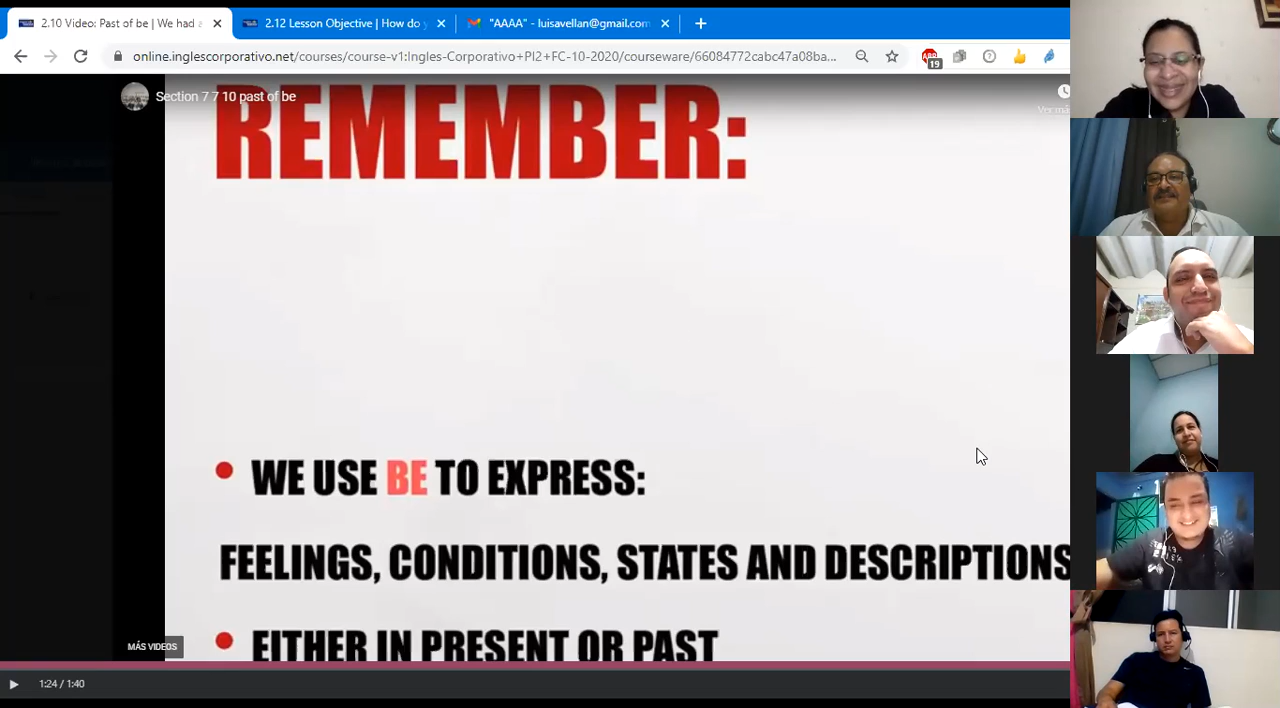 2.10 Video: Past of be | We had a
2.12 Lesson Objective | How do y
"AAAA" - luisavellan@gmail.com
online.inglescorporativo.net/courses/course-v1:Ingles-Corporativo+PI2+FC-10-2020/courseware/66084772cabc47a08ba...
19
Section 7 7 10 past of be
REMEMBER:
• WE USE BE TO EXPRESS:
FEELINGS, CONDITIONS, STATES AND DESCRIPTIONS
• EITHER IN PRESENT OR PAST
MÁS VIDEOS
1:24 / 1:40